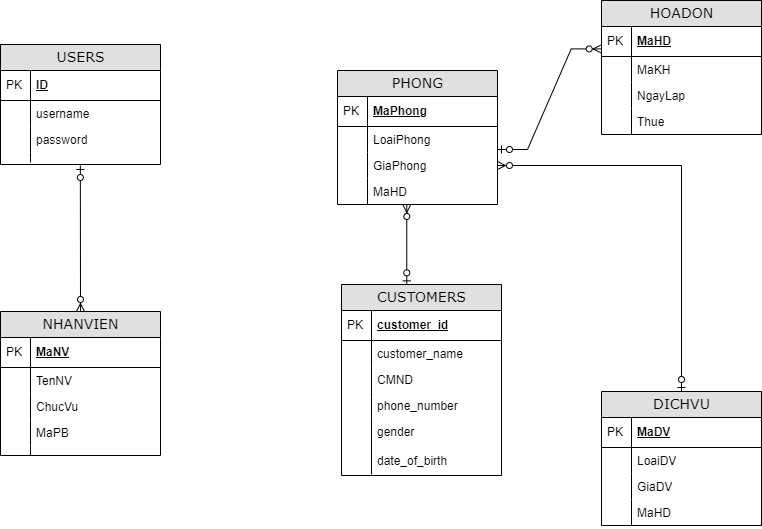 USERS
PK ID
username
password
NHANVIEN
PK MaNV
TenNV
ChucVu
MaPB
PHONG
PK MaPhong
LoaiPhong
GiaPhong
MaHD
CUSTOMERS
PK customer_id
customer_name
CMND
phone_number
gender
date_of_birth
HOADON
PK MaHD
MaKH
NgayLap
Thue
DICHVU
PK MaDV
LoaiDV
GiaDV
MaHD